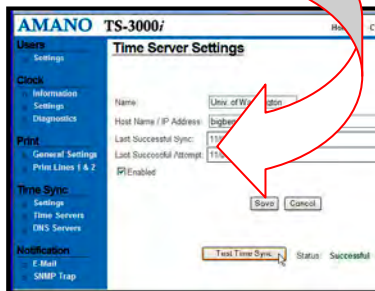 AMANO TS-3000i
Users
Settings
Clock
Information
Settings
Diagnostics
Print
General Settings
Print Lines 1 & 2
Time Sync
Settings
Time Servers
DNS Servers
Notification
E-Mail
SNMP Trap
Time Server Settings
Name:
Univ. of
Host Name / IP Address:
Last Successful Sync:
Last Successful Attempt:
Enabled
Save Cancel
Test Time Sync Status: Successful